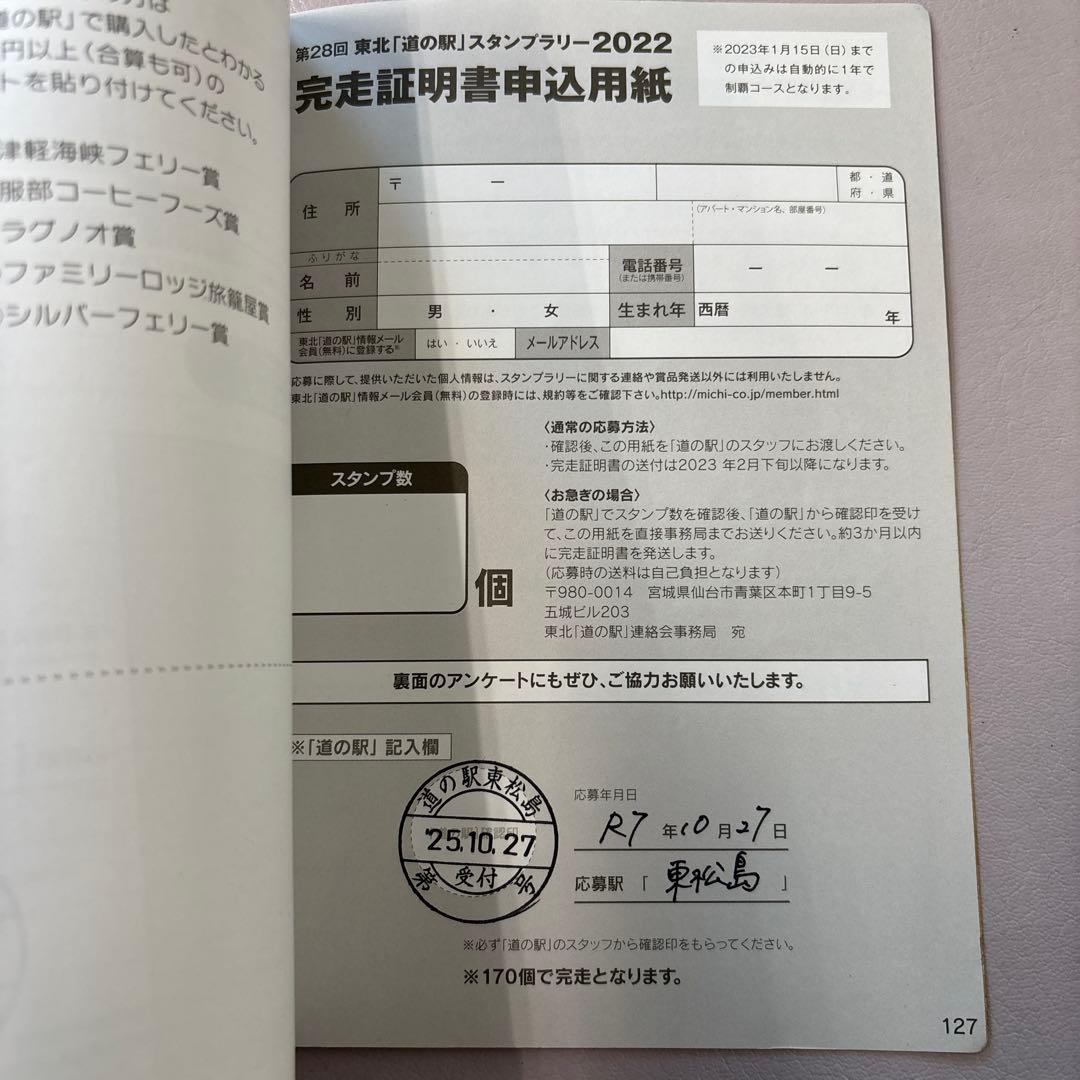 の駅」で購入したとわかる
円以上(合算も可)の
トを貼り付けてください。
津軽海峡フェリー賞
服部コーヒーフーズ賞
ラグノオ賞
ファミリーロッジ旅籠屋賞
シルバーフェリー賞
第28回 東北「道の駅」スタンプラリー2022
完走証明書申込用紙
※2023年1月15日(日)まで
の申込みは自動的に1年で
制覇コースとなります。
住 所
〒 ー
都・道
府・県
(アパート・マンション名、部屋番号)
ふりがな
名 前
電話番号
(または携帯番号)
ー ー
性 別
男 ・ 女
生まれ年
西暦 年
東北「道の駅」情報メール
会員(無料)に登録する※
はい・いいえ
メールアドレス
応募に際して、提供いただいた個人情報は、スタンプラリーに関する連絡や賞品発送以外には利用いたしません。
東北「道の駅」情報メール会員(無料)の登録時には、規約等をご確認下さい。http://michi-co.jp/member.html
〈通常の応募方法〉
・確認後、この用紙を「道の駅」のスタッフにお渡しください。
・完走証明書の送付は2023 年2月下旬以降になります。
スタンプ数
個
〈お急ぎの場合〉
「道の駅」でスタンプ数を確認後、「道の駅」から確認印を受け
て、この用紙を直接事務局までお送りください。約3か月以内
に完走証明書を発送します。
(応募時の送料は自己負担となります)
〒980-0014 宮城県仙台市青葉区本町1丁目9-5
五城ビル203
東北「道の駅」連絡会事務局 宛
裏面のアンケートにもぜひ、ご協力お願いいたします。
※「道の駅」記入欄
道の駅東松島
'25.10.27
第 受付 号
応募年月日
R7 年10月27日
応募駅「 東松島 」
※必ず「道の駅」のスタッフから確認印をもらってください。
※170個で完走となります。
127